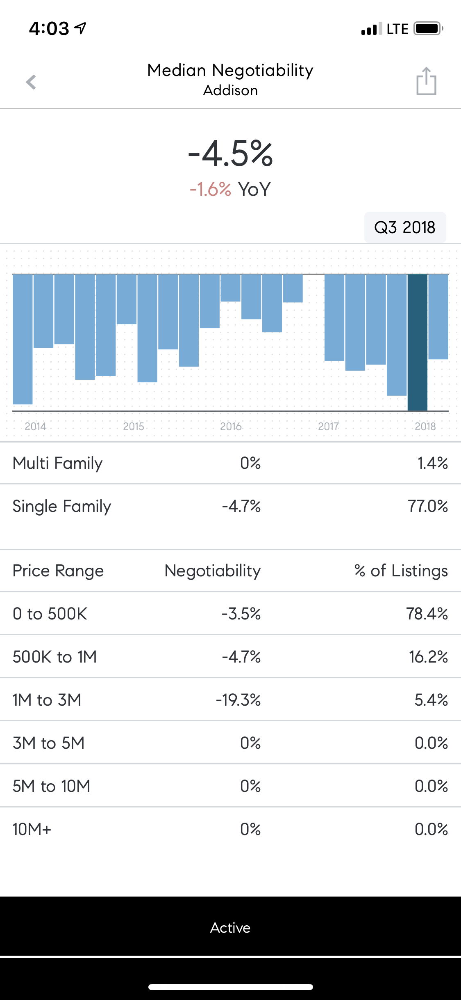 4:03 LTE
Median Negotiability
Addison
-4.5%
-1.6% YoY
Q3 2018
2014 2015 2016 2017 2018
Multi Family 0% 1.4%
Single Family -4.7% 77.0%
Price Range Negotiability % of Listings
0 to 500K -3.5% 78.4%
500K to 1M -4.7% 16.2%
1M to 3M -19.3% 5.4%
3M to 5M 0% 0.0%
5M to 10M 0% 0.0%
10M+ 0% 0.0%
Active